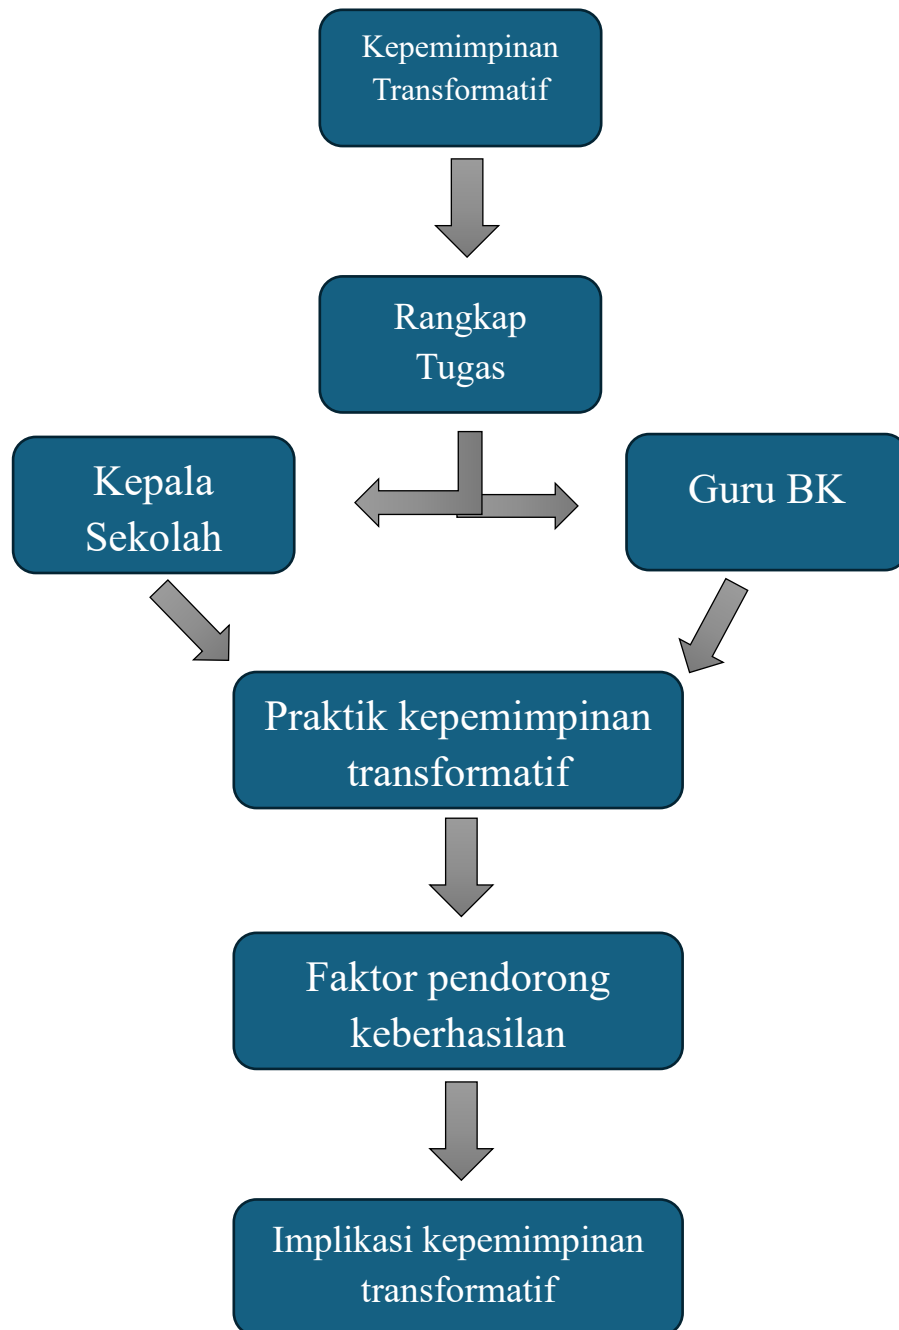 Kepemimpinan
Transformatif
Rangkap
Tugas
Kepala
Sekolah
Guru BK
Praktik kepemimpinan
transformatif
Faktor pendorong
keberhasilan
Implikasi kepemimpinan
transformatif